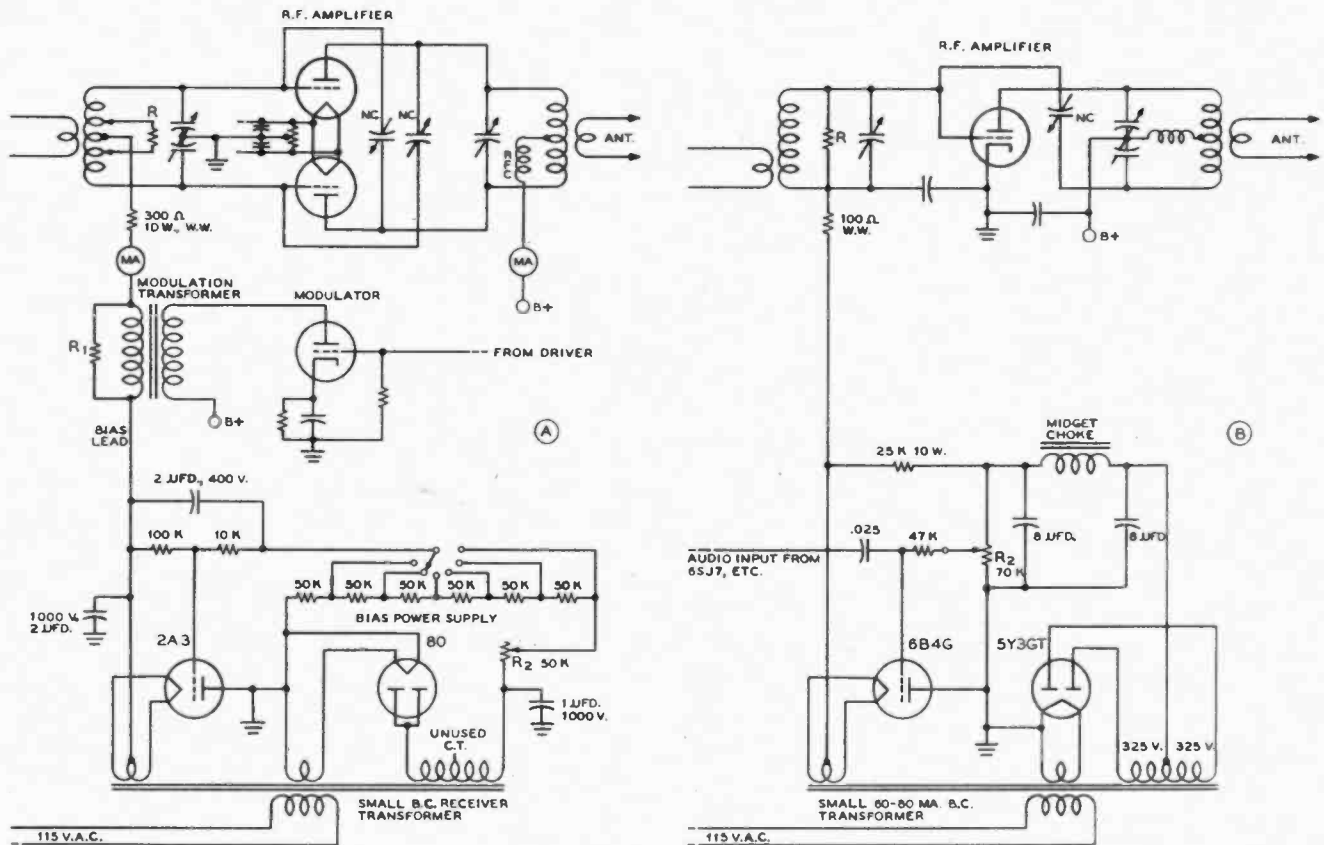 R.F. AMPLIFIER
R
NC
NC
RFC
ANT.
300 Ω
10 W., W.W.
MA
MA
B+
MODULATION
TRANSFORMER
MODULATOR
R1
FROM DRIVER
B+
BIAS
LEAD
A
2 µFD., 400 V.
100 K
10 K
50 K
50 K
50 K
50 K
50 K
50 K
BIAS POWER SUPPLY
1000 V.
2 µFD.
2A3
80
R2 50 K
1 µFD.
1000 V.
UNUSED
C.T.
SMALL B.C. RECEIVER
TRANSFORMER
115 V.A.C.
R.F. AMPLIFIER
R
NC
ANT.
100 Ω
W.W.
B+
MIDGET
CHOKE
B
25 K 10 W.
8 µFD.
8 µFD
.025
47 K
R2
70 K
AUDIO INPUT FROM
6SJ7, ETC.
6B4G
5Y3GT
325 V.
325 V.
SMALL 60-80 MA. B.C.
TRANSFORMER
115 V.A.C.